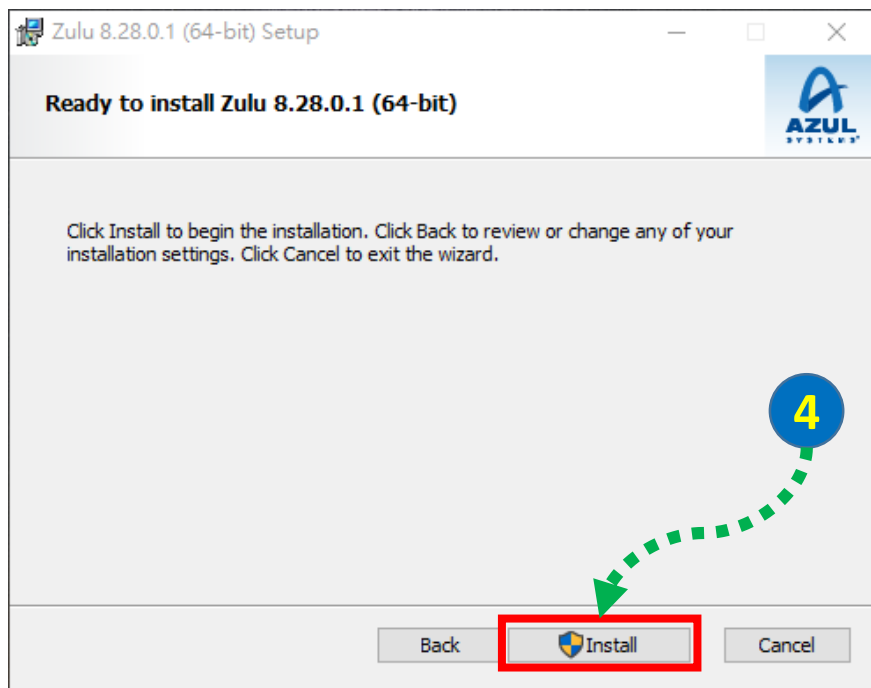 Zulu 8.28.0.1 (64-bit) Setup
Ready to install Zulu 8.28.0.1 (64-bit)
AZUL
SYSTEMS
Click Install to begin the installation. Click Back to review or change any of your
installation settings. Click Cancel to exit the wizard.
4
Back
Install
Cancel